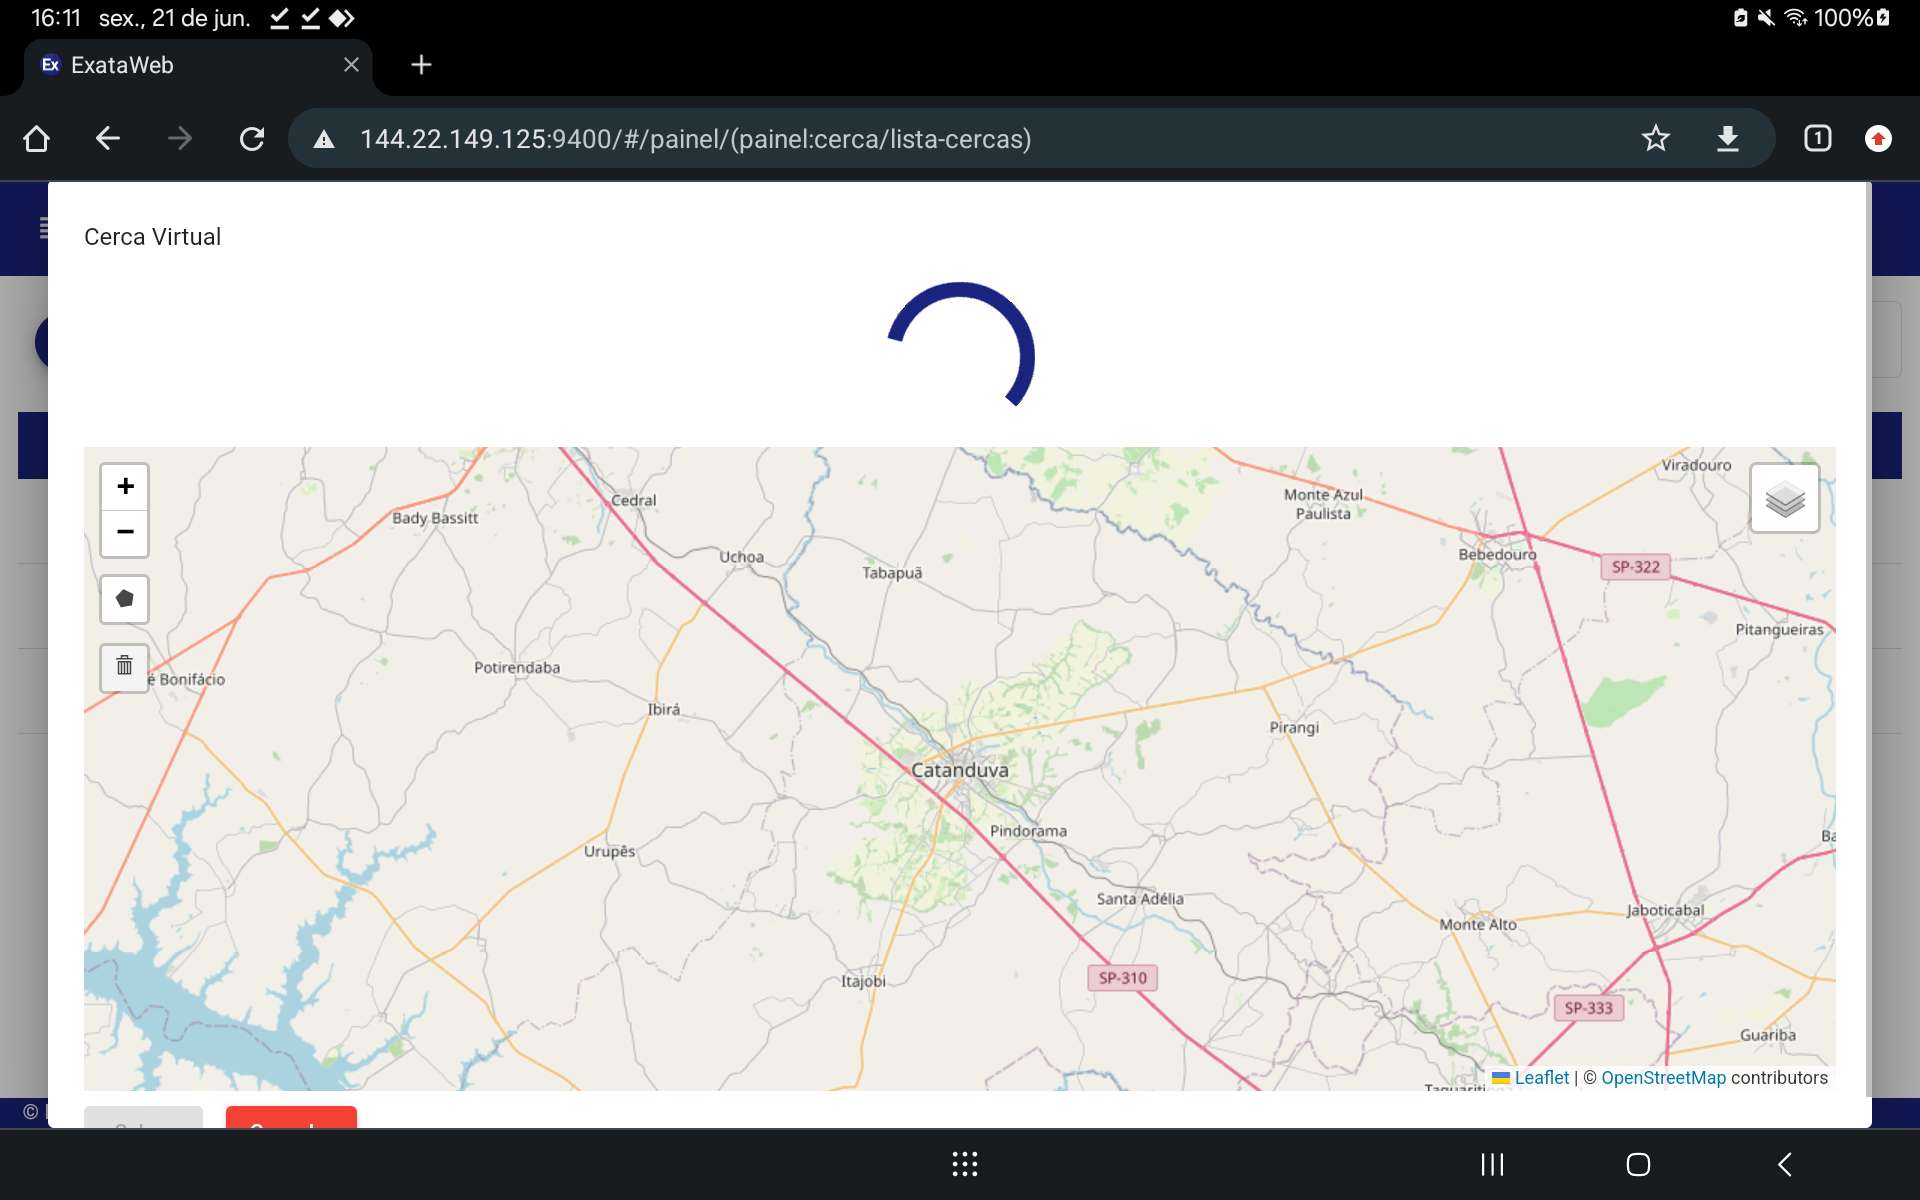 16:11 sex., 21 de jun.
100%
Ex ExataWeb
144.22.149.125:9400/#/painel/(painel:cerca/lista-cercas)
1
Cerca Virtual
+
−
Viradouro
Cedral
Monte Azul
Paulista
Bady Bassitt
Uchoa
Bebedouro
Tabapuã
SP-322
Pitangueiras
Potirendaba
é Bonifácio
Ibirá
Pirangi
Catanduva
Pindorama
Ba
Urupês
Santa Adélia
Jaboticabal
Monte Alto
Itajobi
SP-310
SP-333
Guariba
Leaflet | © OpenStreetMap contributors
©